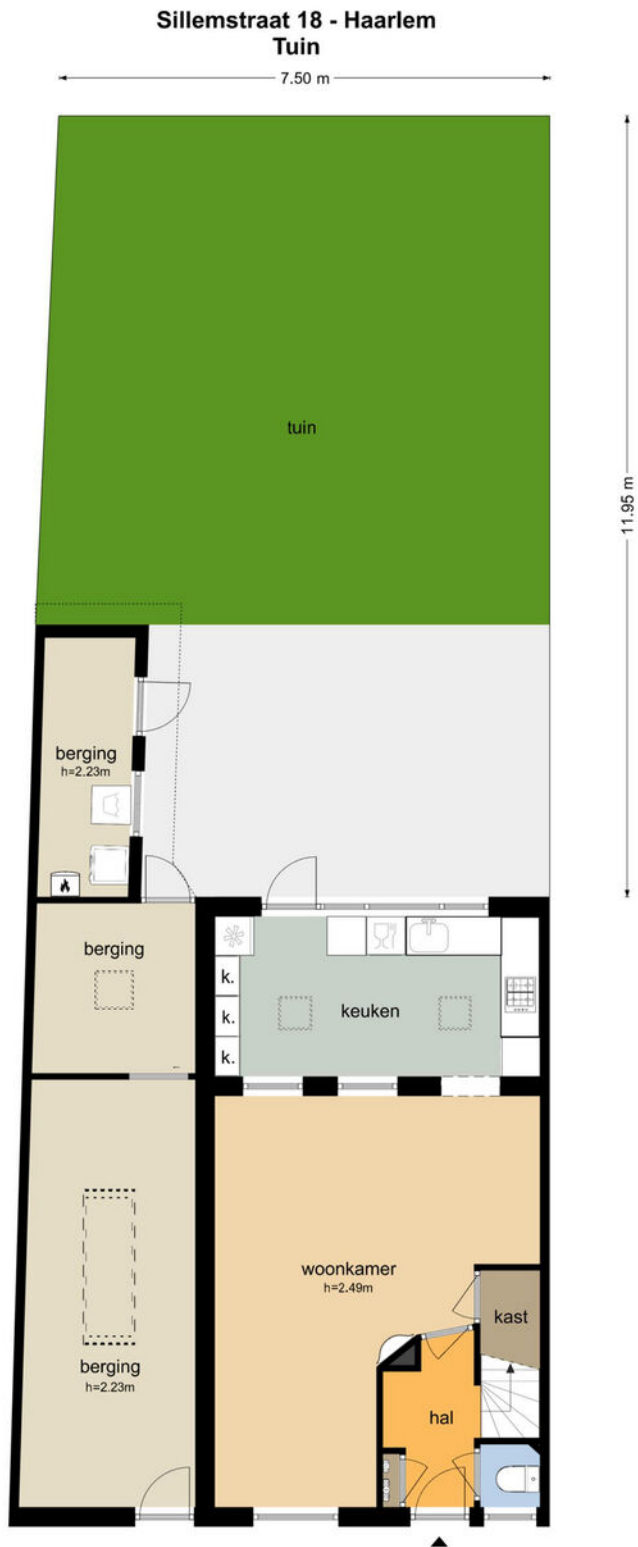 Sillemstraat 18 - Haarlem
Tuin
7.50 m
tuin
11.95 m
berging
h=2.23m
berging
keuken
k.
k.
k.
woonkamer
h=2.49m
kast
berging
h=2.23m
hal